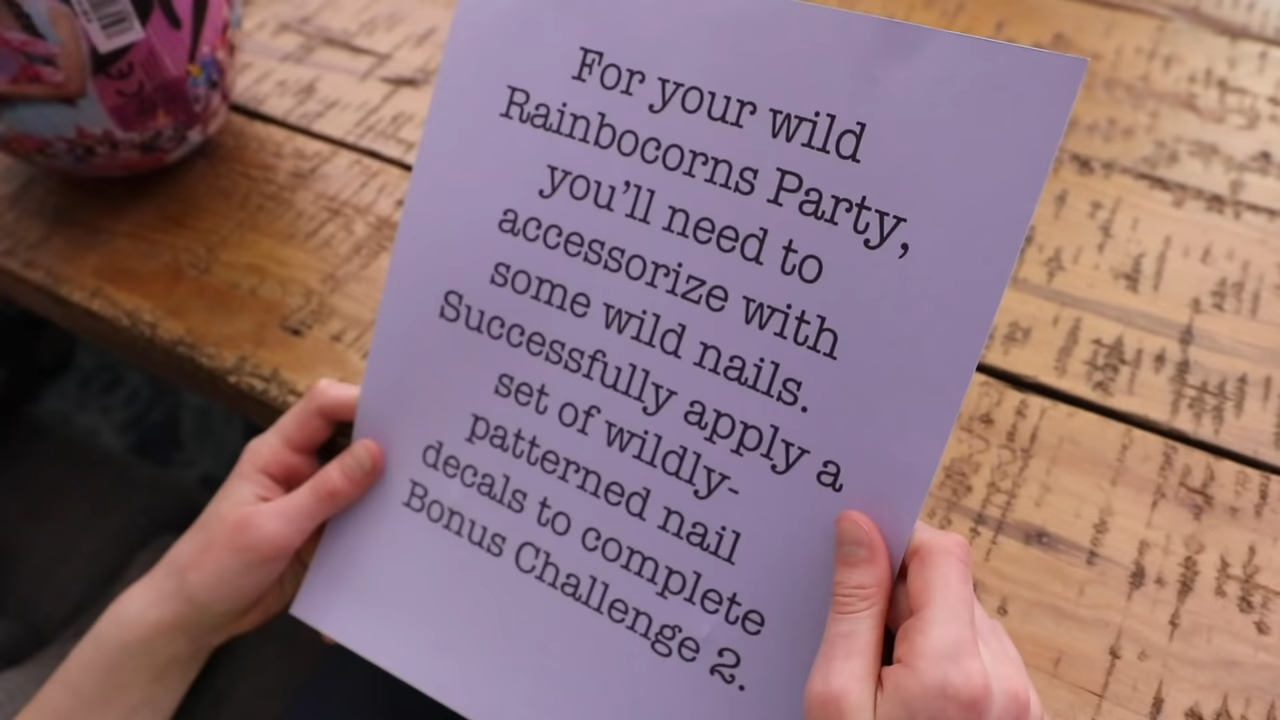 For your wild
Rainbocorns Party,
you'll need to
accessorize with
some wild nails.
Successfully apply a
set of wildly-
patterned nail
decals to complete
Bonus Challenge 2.